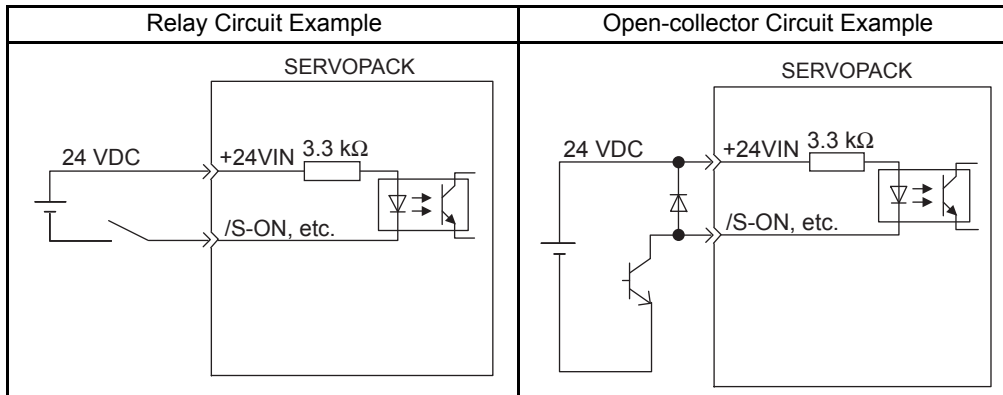 Relay Circuit Example
Open-collector Circuit Example
SERVOPACK
24 VDC
+24VIN
3.3 kΩ
/S-ON, etc.
SERVOPACK
24 VDC
+24VIN
3.3 kΩ
/S-ON, etc.